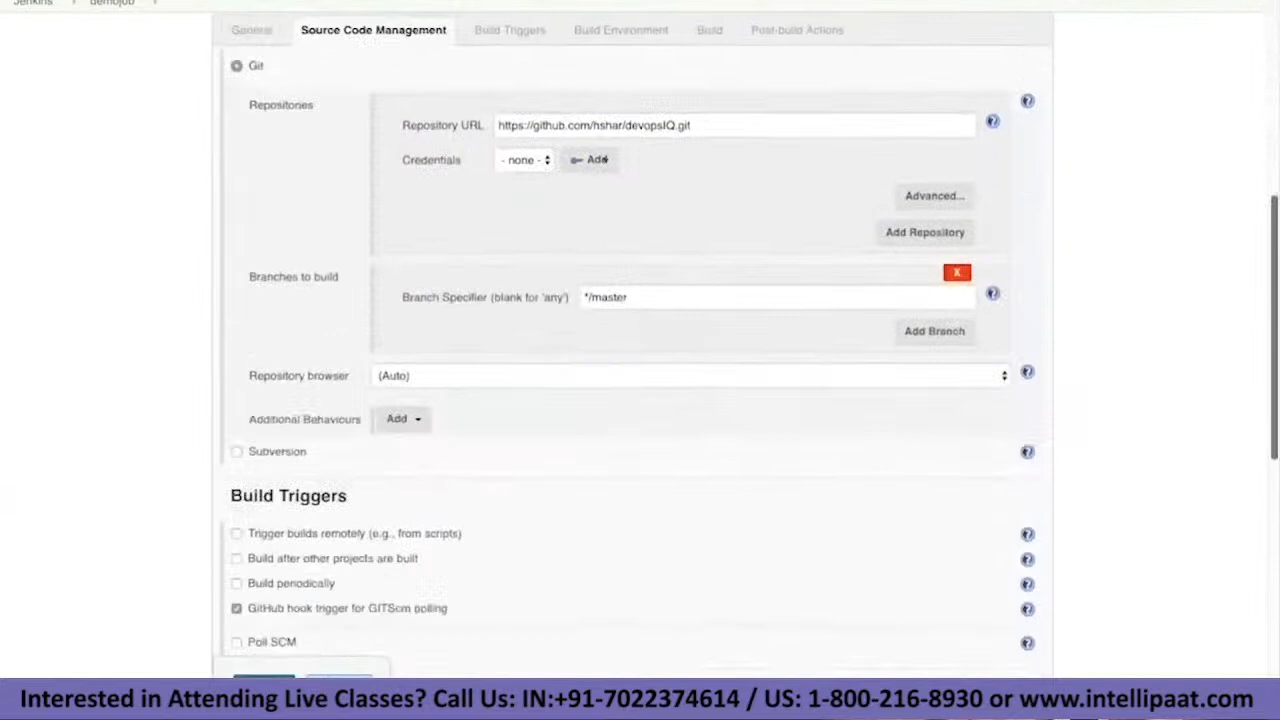 Jenkins demojob
General Source Code Management Build Triggers Build Environment Build Post-build Actions
Git
Repositories
Repository URL https://github.com/hshar/devopsIQ.git
Credentials - none - Add
Advanced...
Add Repository
Branches to build
X
Branch Specifier (blank for 'any') */master
Add Branch
Repository browser (Auto)
Additional Behaviours Add
Subversion
Build Triggers
Trigger builds remotely (e.g., from scripts)
Build after other projects are built
Build periodically
GitHub hook trigger for GITScm polling
Poll SCM
Interested in Attending Live Classes? Call Us: IN:+91-7022374614 / US: 1-800-216-8930 or www.intellipaat.com